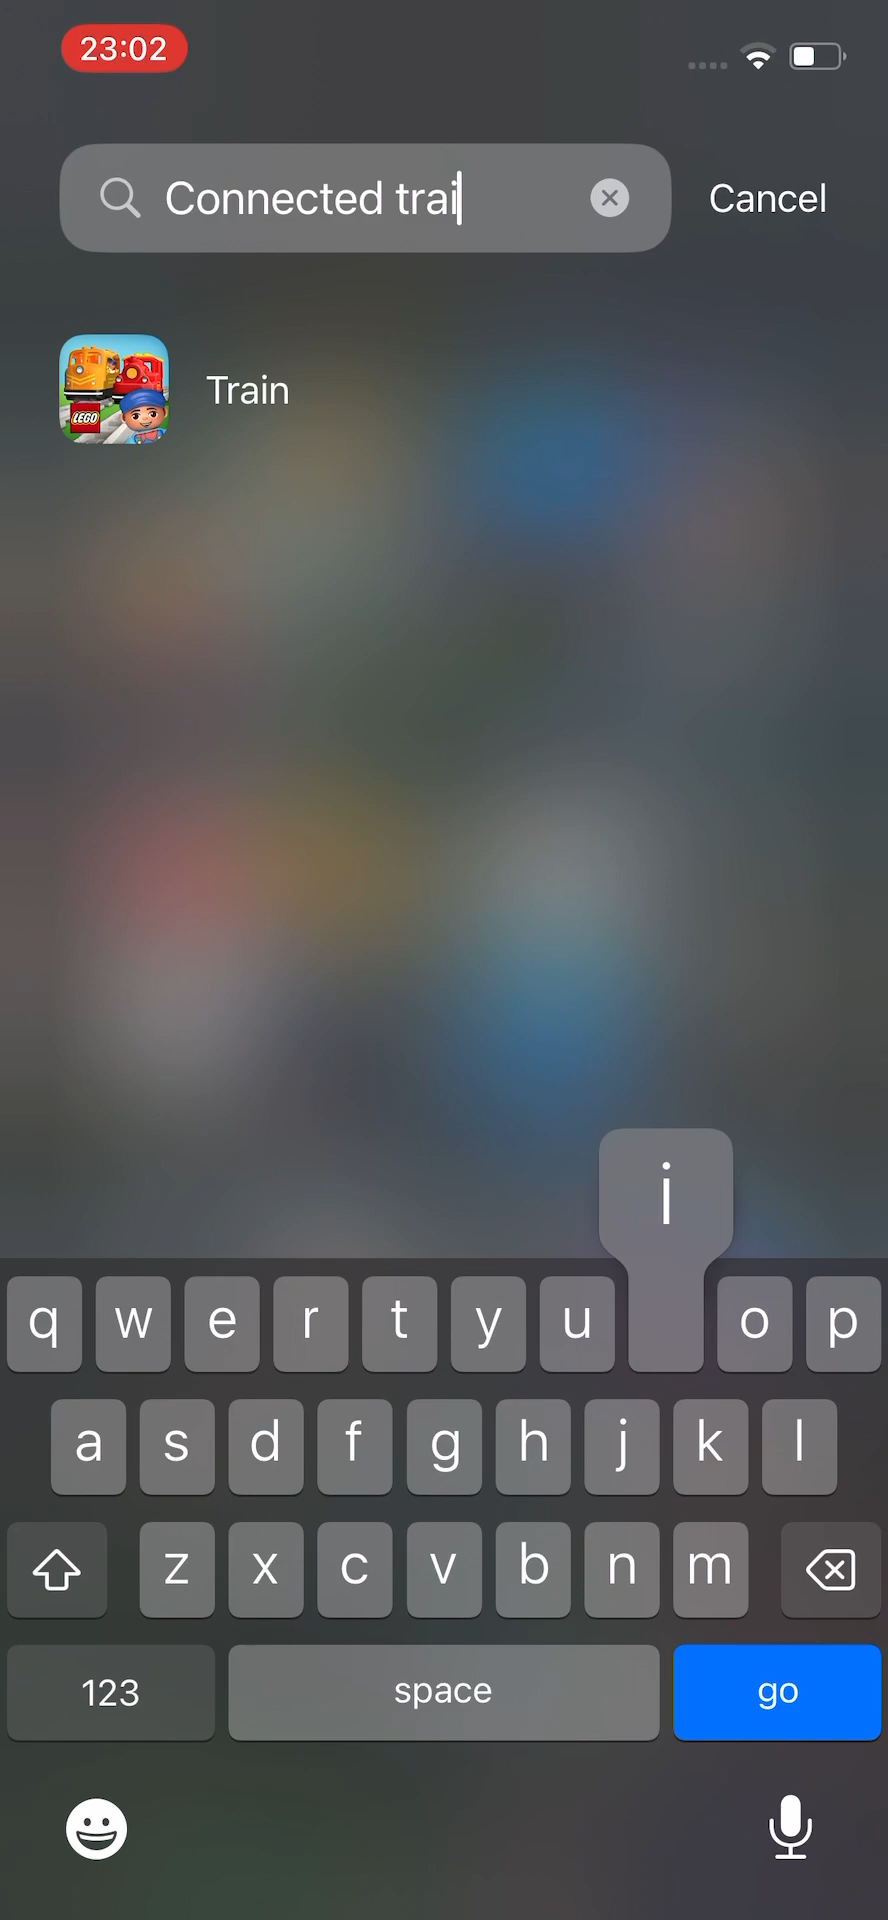 23:02
Connected trai
Cancel
LEGO
Train
i
q w e r t y u o p
a s d f g h j k l
z x c v b n m
123 space go